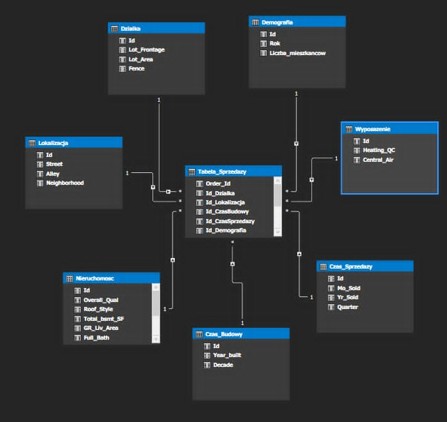 Dzialka
Id
Lot_Frontage
Lot_Area
Fence
Demografia
Id
Rok
Liczba_mieszkancow
Lokalizacja
Id
Street
Alley
Neighborhood
Tabela_Sprzedazy
Order_Id
Id_Dzialka
Id_Lokalizacja
Id_CzasBudowy
Id_CzasSprzedazy
Id_Demografia
Wyposazenie
Id
Heating_QC
Central_Air
Nieruchomosc
Id
Overall_Qual
Roof_Style
Total_bsmt_SF
GR_Liv_Area
Full_Bath
Czas_Budowy
Id
Year_built
Decade
Czas_Sprzedazy
Id
Mo_Sold
Yr_Sold
Quarter
1
1
1
1
1
1
1
*
*
*
*
*
*
*